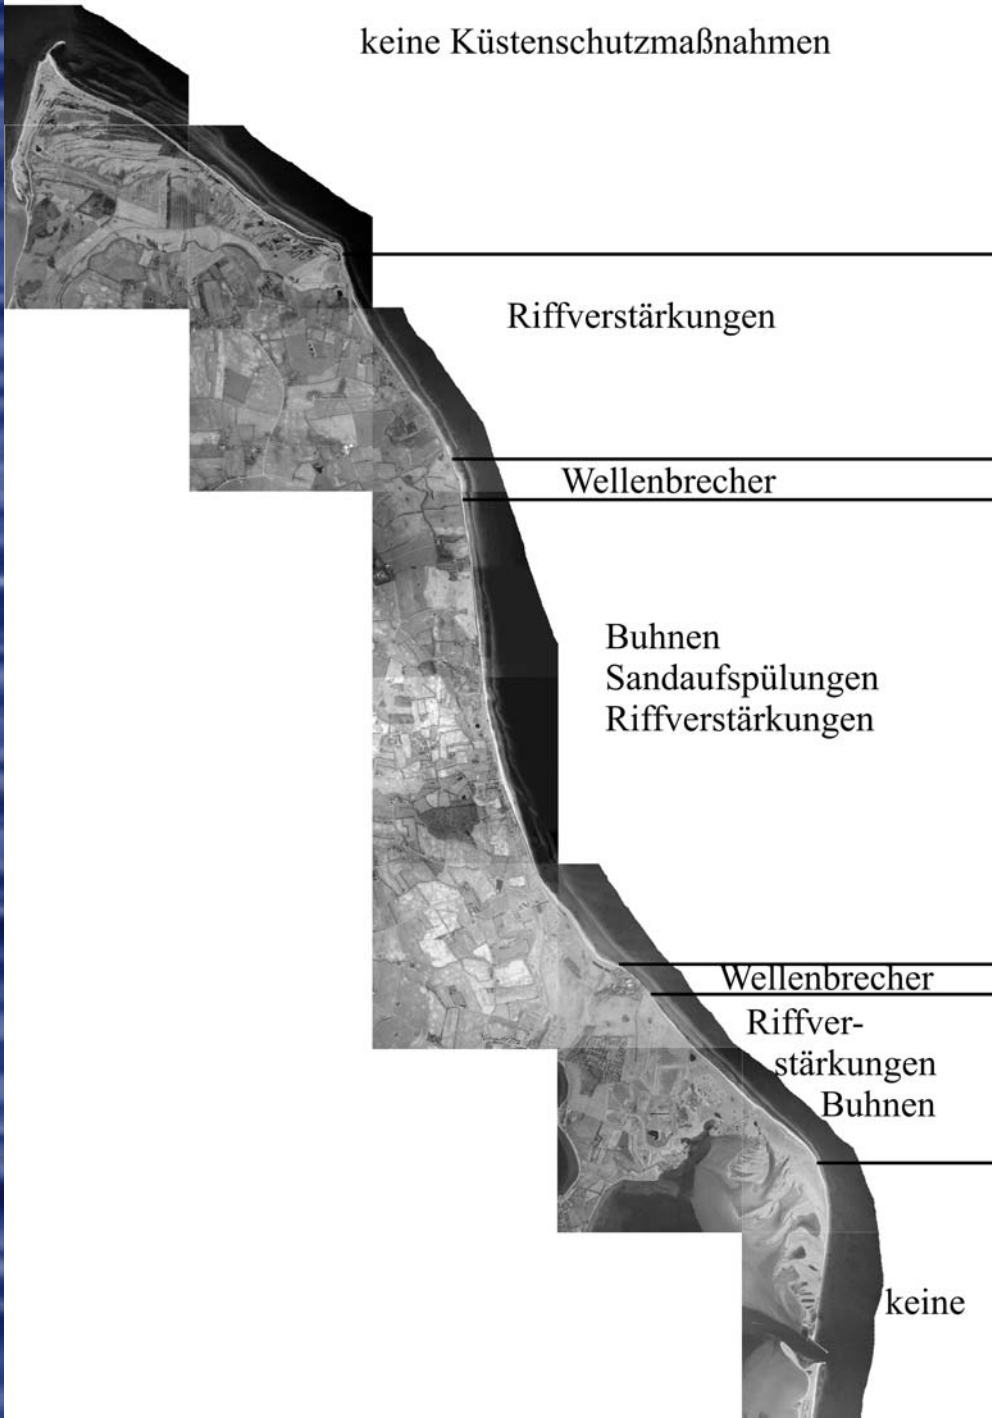 keine Küstenschutzmaßnahmen
Riffverstärkungen
Wellenbrecher
Buhnen
Sandaufspülungen
Riffverstärkungen
Wellenbrecher
Riffver-
stärkungen
Buhnen
keine